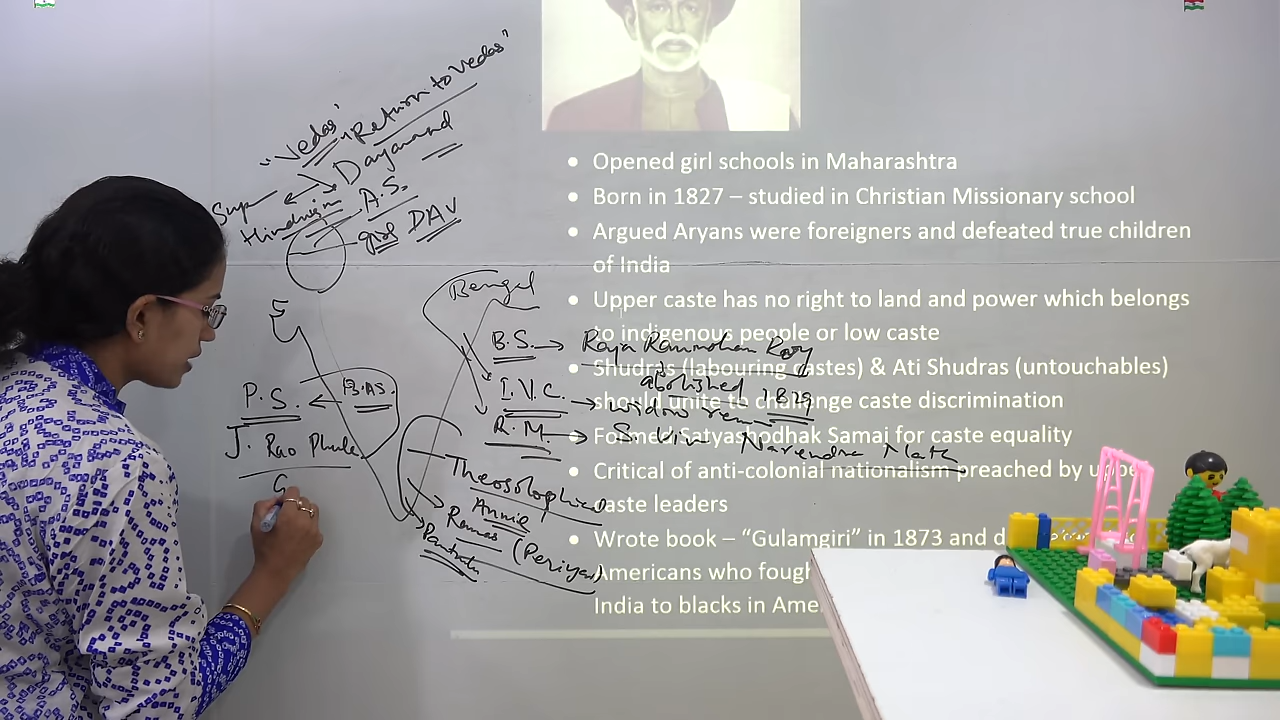 "Vedas" "Return to Vedas"
Dayanand
Hinduism A.S.
girl DAV
Bengal
B.S. → Raja Rammohan Roy
abolished 1829
I.V.C. → widow rem
R.M. → S. Viv Narendra Nath
P.S. ← B.AS.
J. Rao Phule
G
Theosolophical
Annie
Ramas (Periyar)
• Opened girl schools in Maharashtra
• Born in 1827 – studied in Christian Missionary school
• Argued Aryans were foreigners and defeated true children
of India
• Upper caste has no right to land and power which belongs
to indigenous people or low caste
• Shudras (labouring castes) & Ati Shudras (untouchables)
should unite to challenge caste discrimination
• Formed Satyashodhak Samaj for caste equality
• Critical of anti-colonial nationalism preached by upper
caste leaders
• Wrote book – "Gulamgiri" in 1873 and d
Americans who fough
India to blacks in Ame